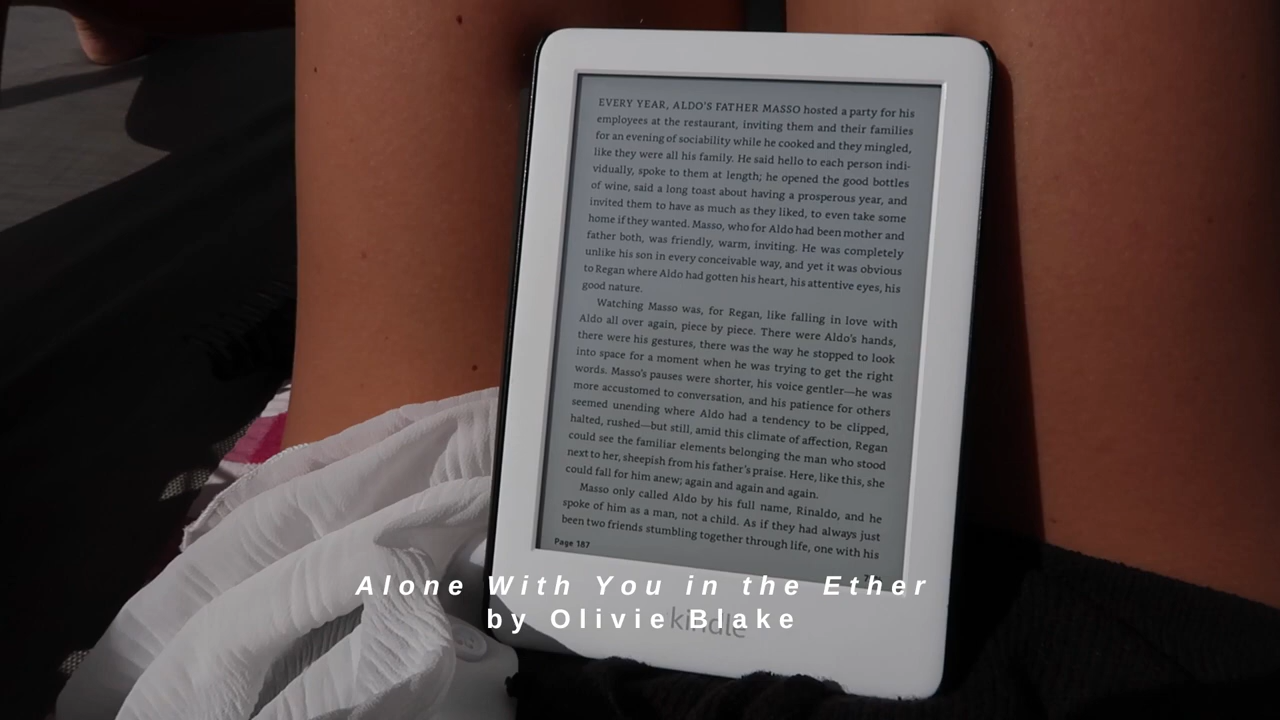 EVERY YEAR, ALDO'S FATHER MASSO hosted a party for his
employees at the restaurant, inviting them and their families
for an evening of sociability while he cooked and they mingled,
like they were all his family. He said hello to each person indi-
vidually, spoke to them at length; he opened the good bottles
of wine, said a long toast about having a prosperous year, and
invited them to have as much as they liked, to even take some
home if they wanted. Masso, who for Aldo had been mother and
father both, was friendly, warm, inviting. He was completely
unlike his son in every conceivable way, and yet it was obvious
to Regan where Aldo had gotten his heart, his attentive eyes, his
good nature.
Watching Masso was, for Regan, like falling in love with
Aldo all over again, piece by piece. There were Aldo's hands,
there were his gestures, there was the way he stopped to look
into space for a moment when he was trying to get the right
words. Masso's pauses were shorter, his voice gentler—he was
more accustomed to conversation, and his patience for others
seemed unending where Aldo had a tendency to be clipped,
halted, rushed—but still, amid this climate of affection, Regan
could see the familiar elements belonging the man who stood
next to her, sheepish from his father's praise. Here, like this, she
could fall for him anew; again and again and again.
Masso only called Aldo by his full name, Rinaldo, and he
spoke of him as a man, not a child. As if they had always just
been two friends stumbling together through life, one with his
Page 187
Alone With You in the Ether
by Olivie Blake
kindle